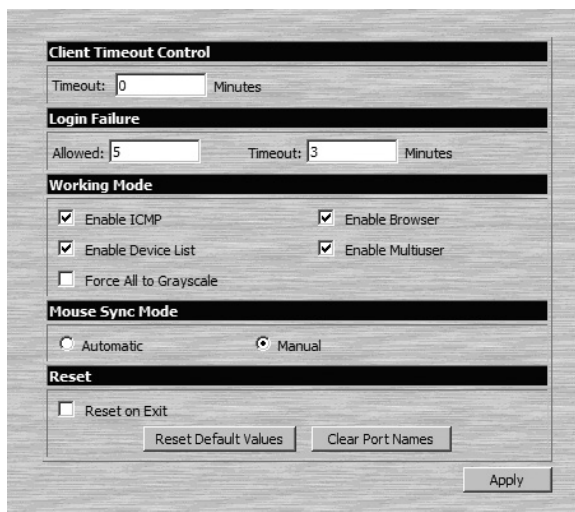 Client Timeout Control
Timeout: 0 Minutes
Login Failure
Allowed: 5 Timeout: 3 Minutes
Working Mode
Enable ICMP Enable Browser
Enable Device List Enable Multiuser
Force All to Grayscale
Mouse Sync Mode
Automatic Manual
Reset
Reset on Exit
Reset Default Values Clear Port Names
Apply